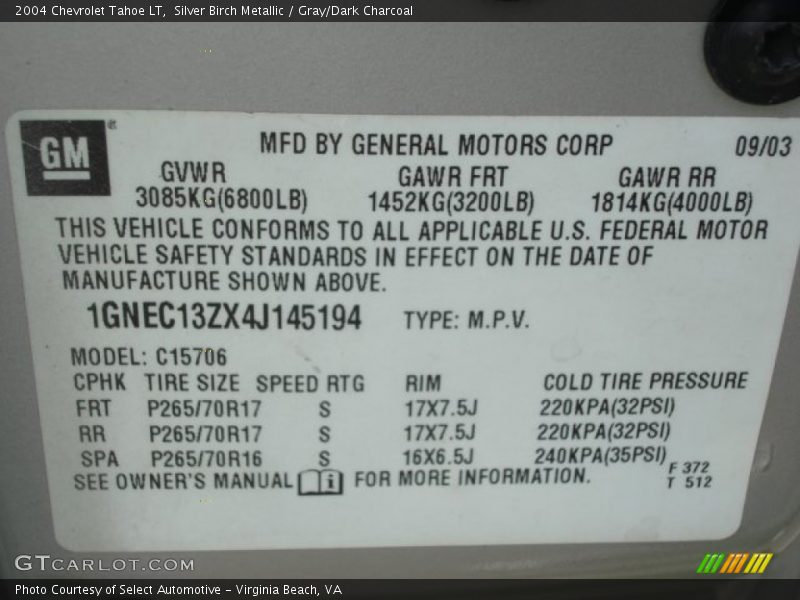 2004 Chevrolet Tahoe LT, Silver Birch Metallic / Gray/Dark Charcoal
GM
MFD BY GENERAL MOTORS CORP 09/03
GVWR GAWR FRT GAWR RR
3085KG(6800LB) 1452KG(3200LB) 1814KG(4000LB)
THIS VEHICLE CONFORMS TO ALL APPLICABLE U.S. FEDERAL MOTOR
VEHICLE SAFETY STANDARDS IN EFFECT ON THE DATE OF
MANUFACTURE SHOWN ABOVE.
1GNEC13ZX4J145194 TYPE: M.P.V.
MODEL: C15706
CPHK TIRE SIZE SPEED RTG RIM COLD TIRE PRESSURE
FRT P265/70R17 S 17X7.5J 220KPA(32PSI)
RR P265/70R17 S 17X7.5J 220KPA(32PSI)
SPA P265/70R16 S 16X6.5J 240KPA(35PSI)
SEE OWNER'S MANUAL i FOR MORE INFORMATION.
F 372
T 512
GTCARLOT.COM
Photo Courtesy of Select Automotive - Virginia Beach, VA